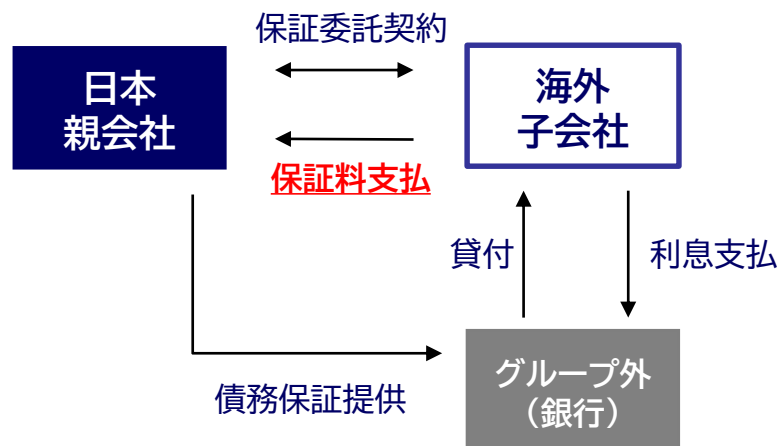 保証委託契約
日本
親会社
海外
子会社
保証料支払
貸付
利息支払
債務保証提供
グループ外
（銀行）